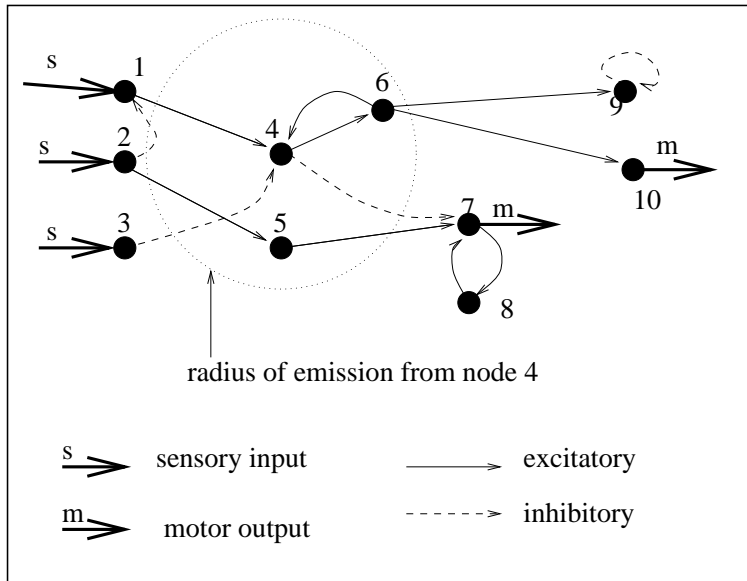 s 1
6
9
2
s
4
m
10
s 3
5
7 m
8
radius of emission from node 4
s sensory input
excitatory
m motor output
inhibitory